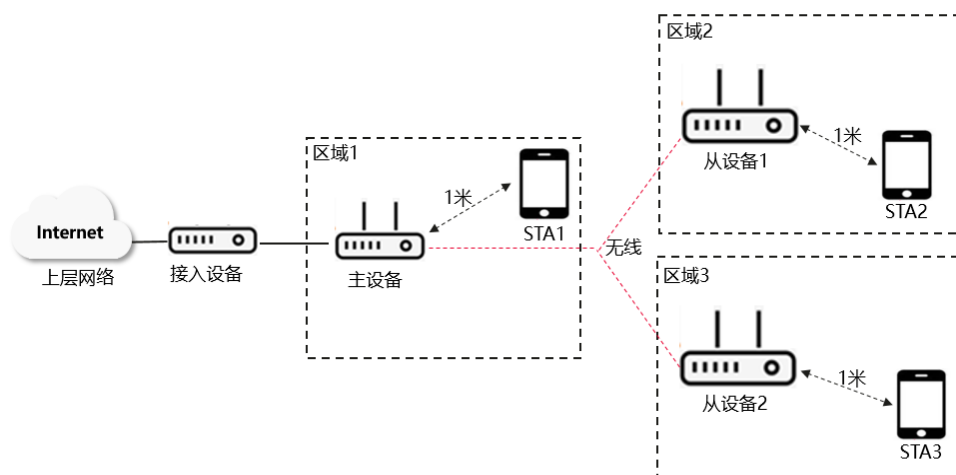 Internet
上层网络
接入设备
区域1
主设备
1米
STA1
无线
区域2
从设备1
1米
STA2
区域3
从设备2
1米
STA3